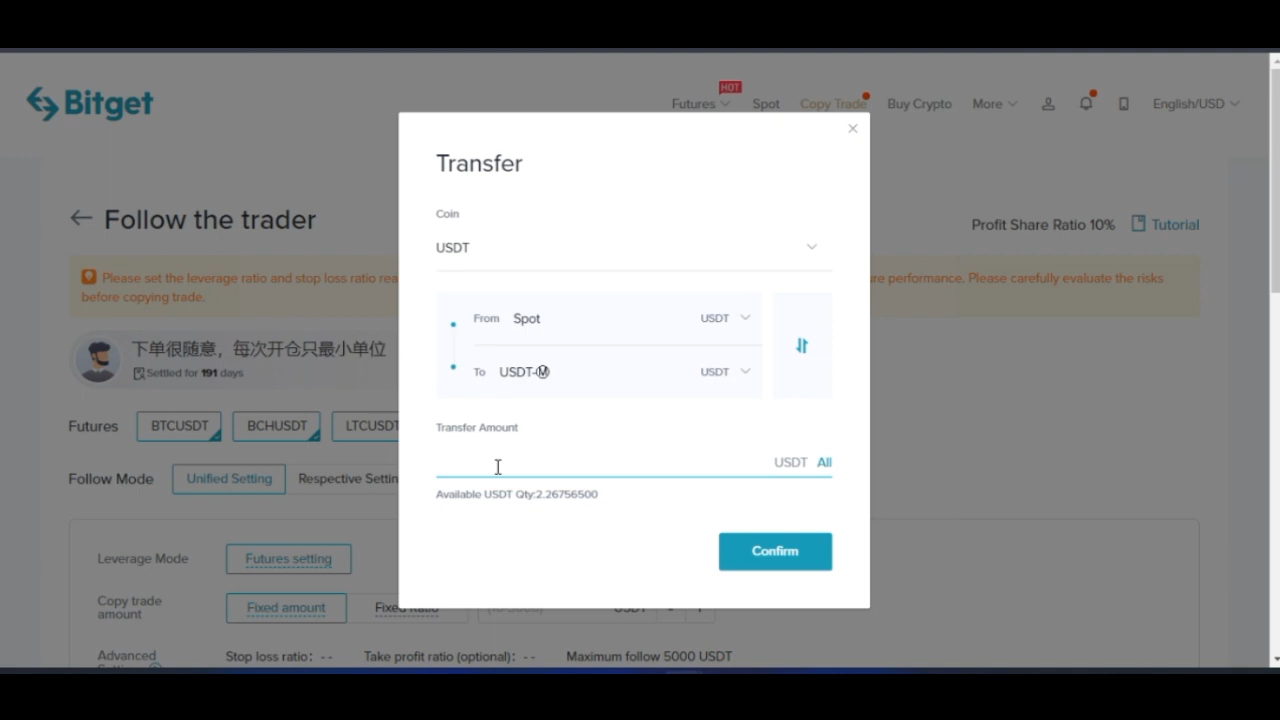 Bitget
HOT
Futures Spot Copy Trade Buy Crypto More English/USD
Transfer
Coin
USDT
From Spot USDT
To USDT-M USDT
Transfer Amount
USDT All
Available USDT Qty:2.26756500
Confirm
Follow the trader
Profit Share Ratio 10% Tutorial
Please set the leverage ratio and stop loss ratio rea
re performance. Please carefully evaluate the risks
before copying trade.
下单很随意，每次开仓只最小单位
Settled for 191 days
Futures BTCUSDT BCHUSDT LTCUSDT
Follow Mode Unified Setting Respective Settin
Leverage Mode Futures setting
Copy trade
amount
Fixed amount Fixed Ratio USDT
Advanced
Stop loss ratio: -- Take profit ratio (optional): -- Maximum follow 5000 USDT